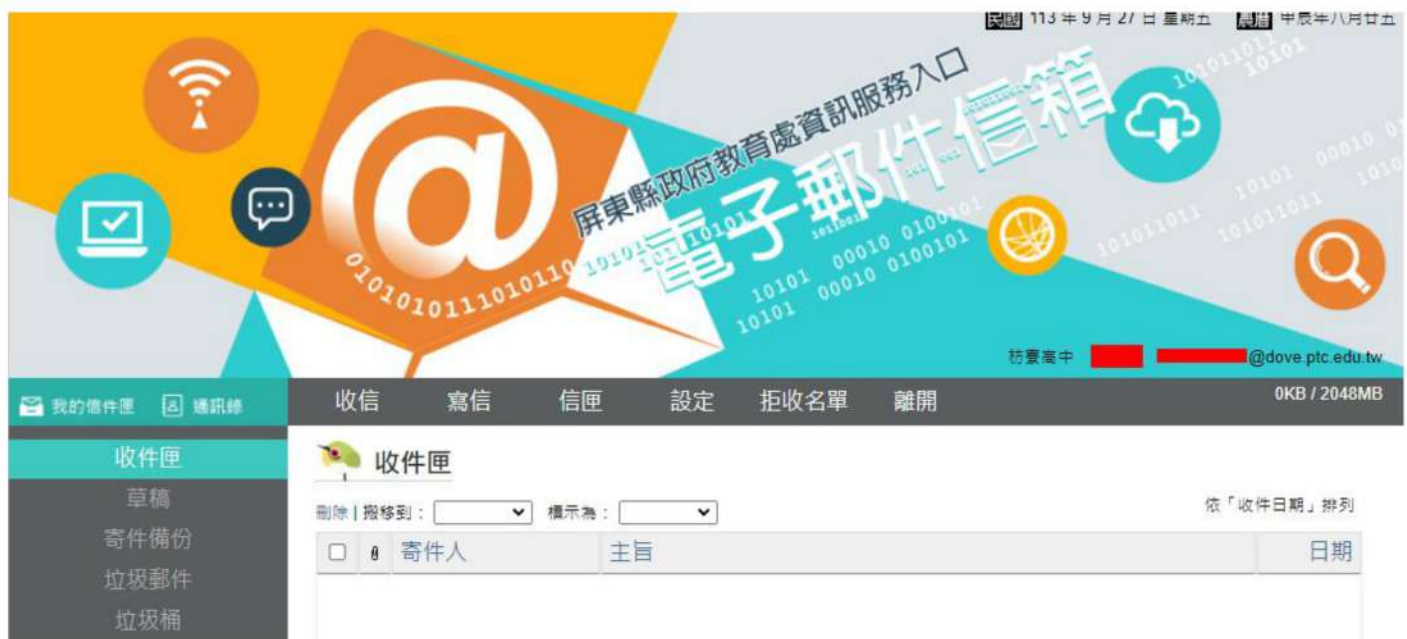 民國 113 年 9 月 27 日 星期五 農曆 甲辰年八月廿五
屏東縣政府教育處資訊服務入口
電子郵件信箱
枋寮高中 @dove.ptc.edu.tw
我的信件匣 通訊錄 收信 寫信 信匣 設定 拒收名單 離開 0KB / 2048MB
收件匣
草稿
寄件備份
垃圾郵件
垃圾桶
收件匣
刪除 | 搬移到： 標示為： 依「收件日期」排列
寄件人 主旨 日期